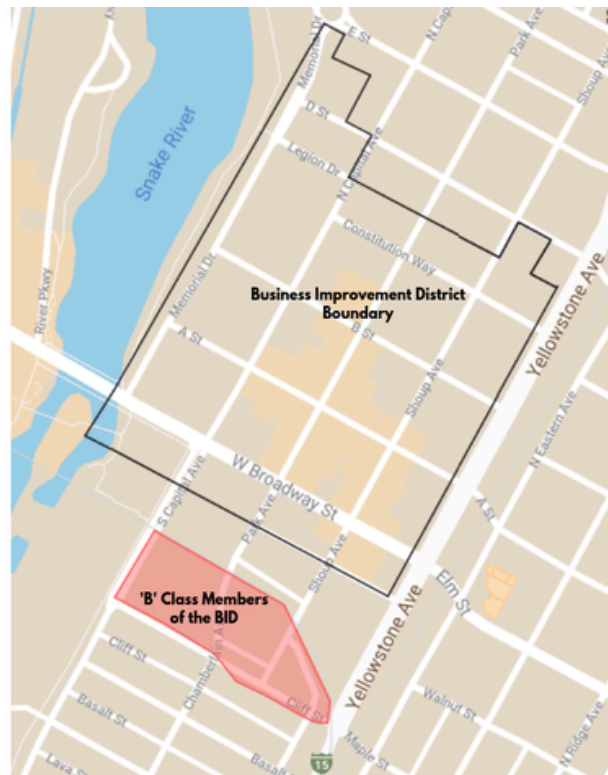 E St
N Capital Ave
Park Ave
Shoup Ave
Memorial Dr
D St
Snake River
Legion Dr
N Capital Ave
Constitution Way
River Pkwy
Memorial Dr
Business Improvement District
Boundary
A St
B St
Yellowstone Ave
Shoup Ave
N Eastern Ave
W Broadway St
S Capital Ave
Park Ave
A St
Shoup Ave
Elm St
'B' Class Members
of the BID
Yellowstone Ave
Cliff St
Chamberlain A
Cliff St
Walnut St
Basalt St
Maple St
N Ridge Ave
Lava St
Basalt
15